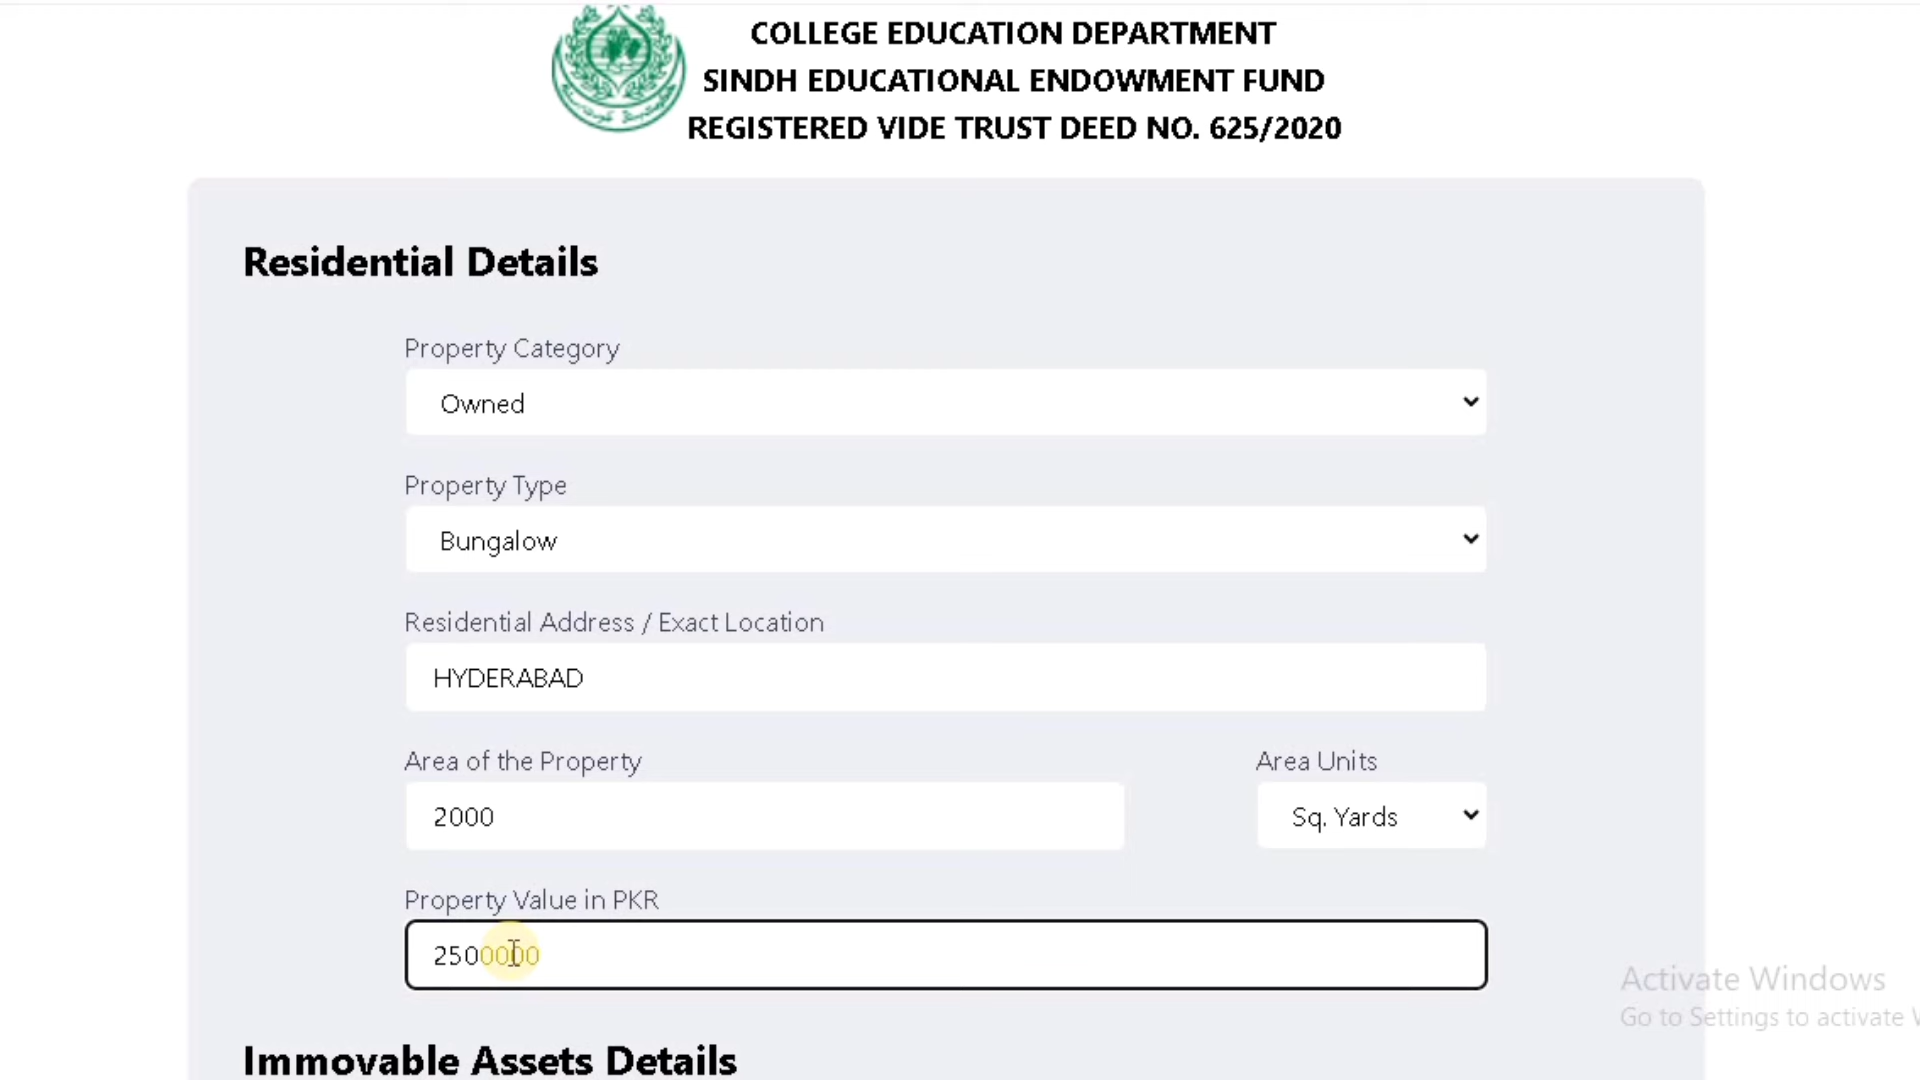 COLLEGE EDUCATION DEPARTMENT
SINDH EDUCATIONAL ENDOWMENT FUND
REGISTERED VIDE TRUST DEED NO. 625/2020
Residential Details
Property Category
Owned
Property Type
Bungalow
Residential Address / Exact Location
HYDERABAD
Area of the Property
Area Units
2000
Sq. Yards
Property Value in PKR
2500000
Activate Windows
Go to Settings to activate
Immovable Assets Details